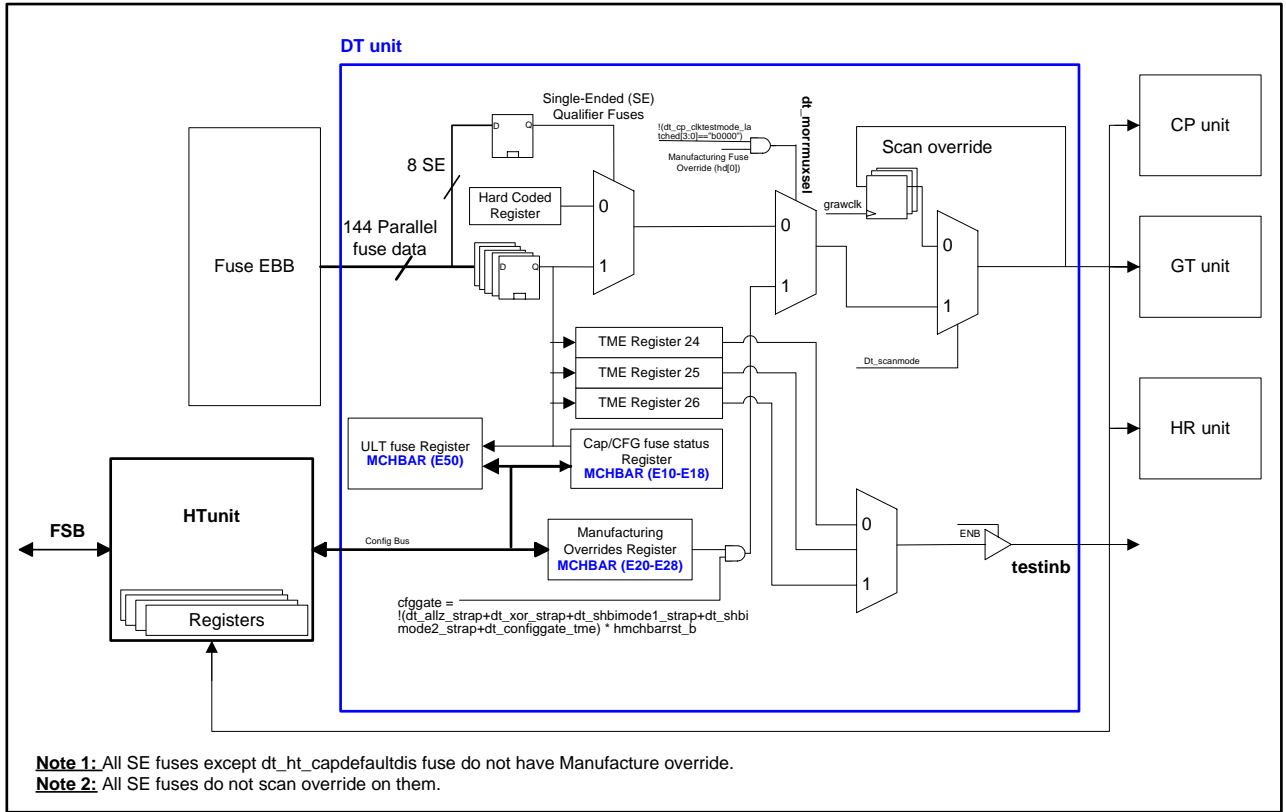 DT unit
Single-Ended (SE)
Qualifier Fuses
!(dt_cp_clktestmode_la
tched[3:0]=="b0000")
Manufacturing Fuse
Override (hd[0])
dt_morrmuxsel
Scan override
CP unit
D Q
8 SE
Hard Coded
Register
0
grawclk
144 Parallel
fuse data
0
0
Fuse EBB
D Q
1
1
1
GT unit
TME Register 24
TME Register 25
TME Register 26
Dt_scanmode
ULT fuse Register
MCHBAR (E50)
Cap/CFG fuse status
Register
MCHBAR (E10-E18)
HR unit
HTunit
FSB
Config Bus
Manufacturing
Overrides Register
MCHBAR (E20-E28)
0
ENB
1
testinb
Registers
cfggate =
!(dt_allz_strap+dt_xor_strap+dt_shbimode1_strap+dt_shbi
mode2_strap+dt_configgate_tme) * hmchbarrst_b
Note 1: All SE fuses except dt_ht_capdefaultdis fuse do not have Manufacture override.
Note 2: All SE fuses do not scan override on them.